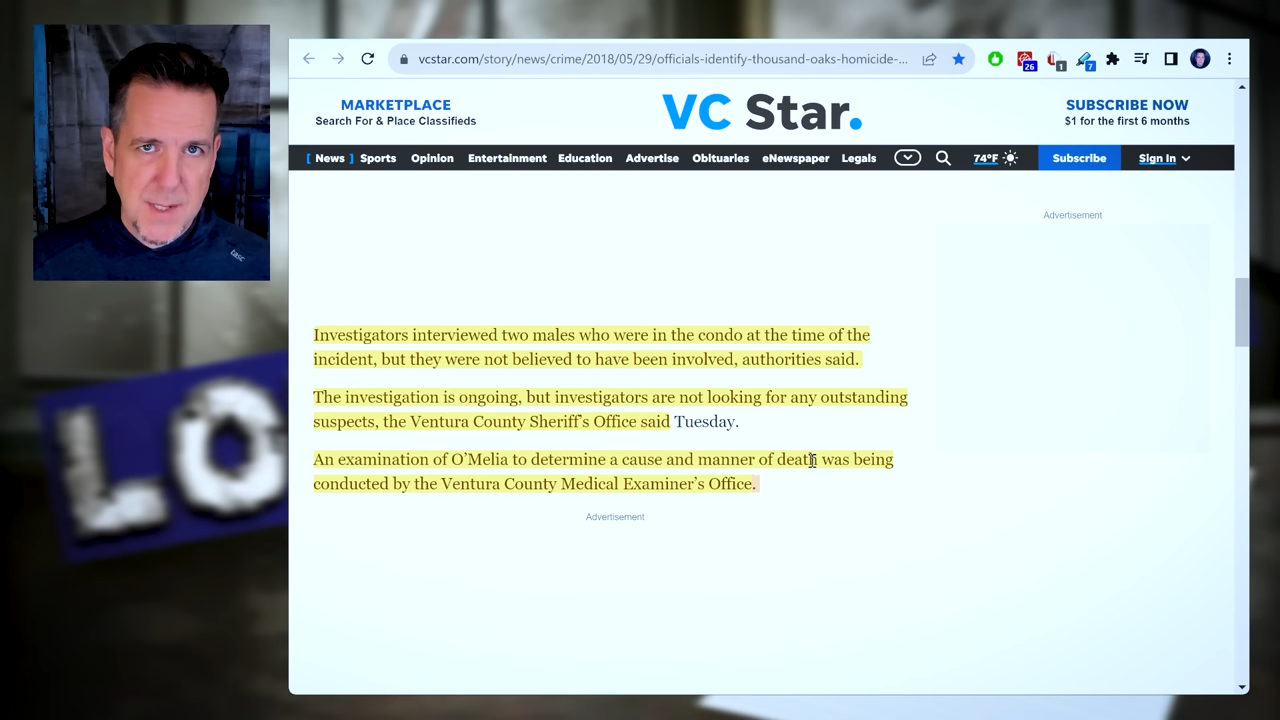 vcstar.com/story/news/crime/2018/05/29/officials-identify-thousand-oaks-homicide-...
26
1
7
MARKETPLACE
Search For & Place Classifieds
VC Star.
SUBSCRIBE NOW
$1 for the first 6 months
[ News ] Sports Opinion Entertainment Education Advertise Obituaries eNewspaper Legals 74°F Subscribe Sign In
Advertisement
Investigators interviewed two males who were in the condo at the time of the
incident, but they were not believed to have been involved, authorities said.
The investigation is ongoing, but investigators are not looking for any outstanding
suspects, the Ventura County Sheriff's Office said Tuesday.
An examination of O'Melia to determine a cause and manner of death was being
conducted by the Ventura County Medical Examiner's Office.
Advertisement
LO